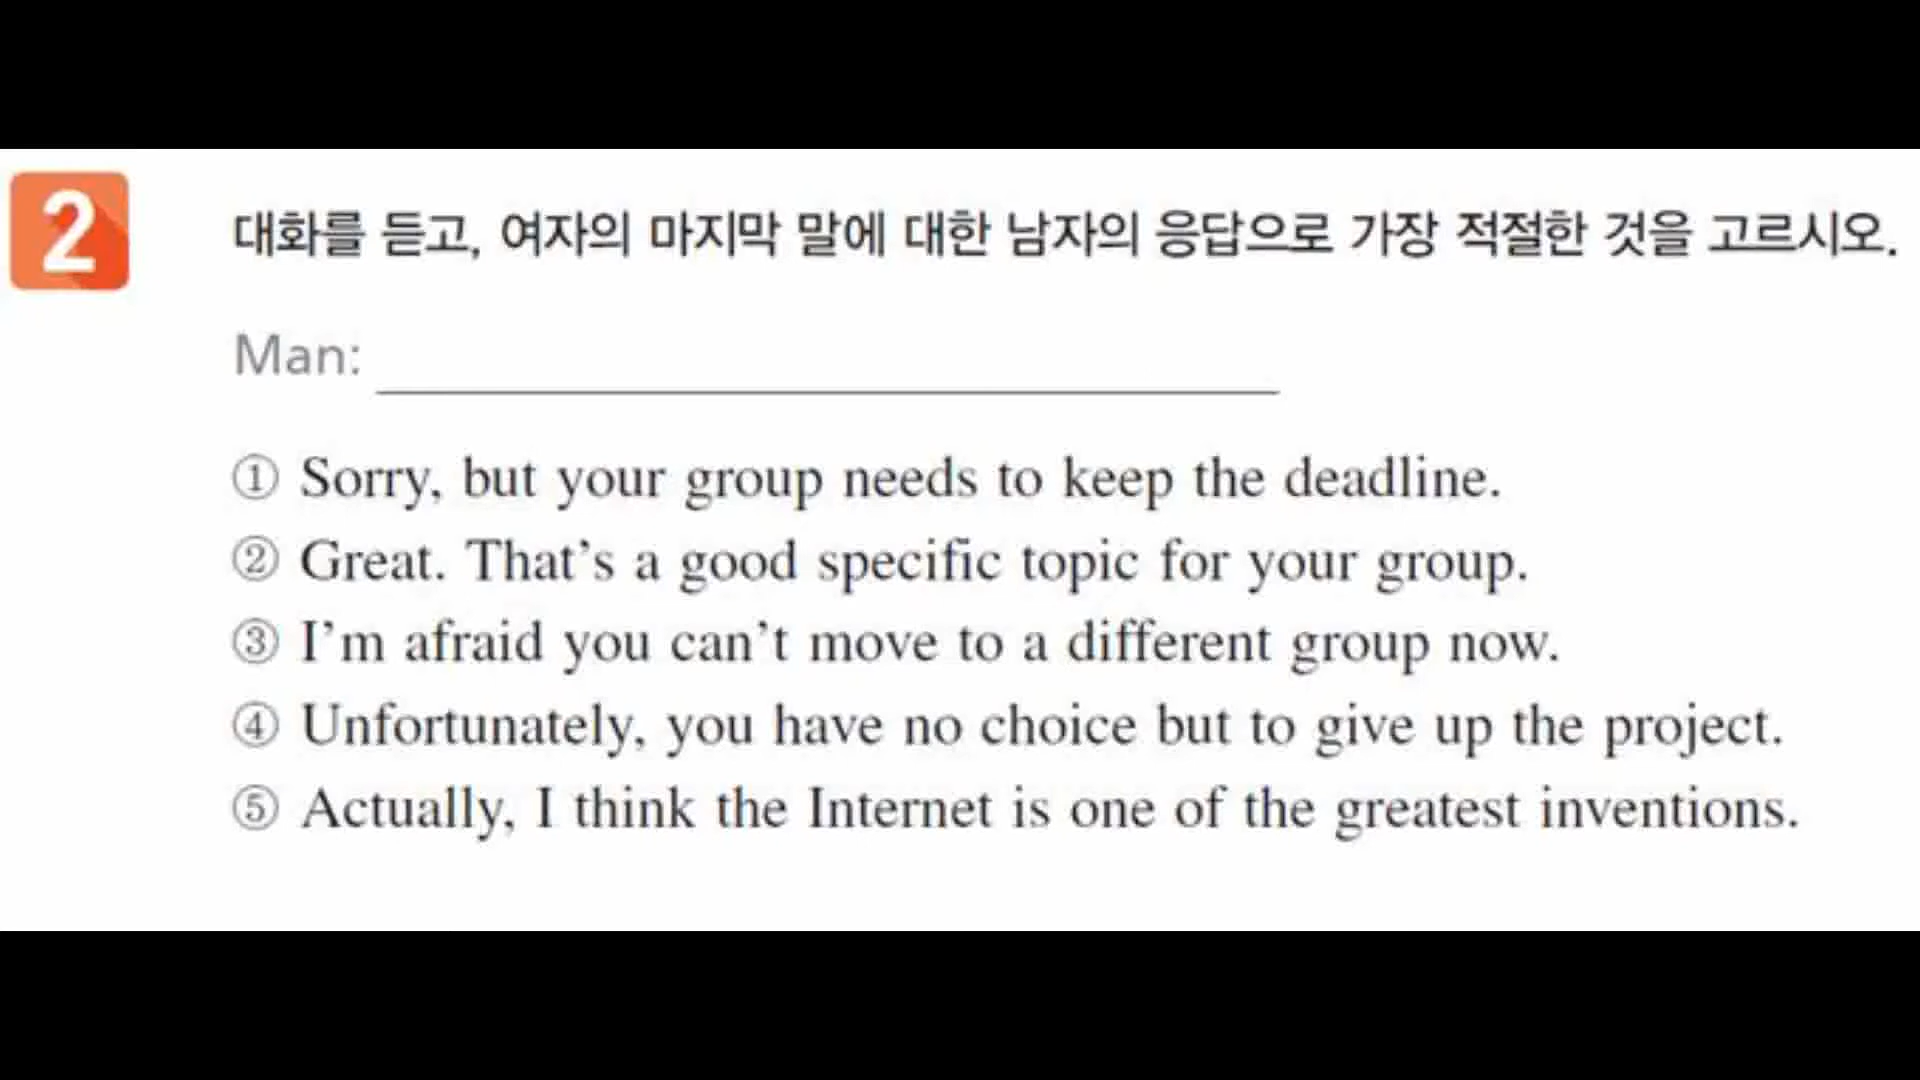 2
대화를 듣고, 여자의 마지막 말에 대한 남자의 응답으로 가장 적절한 것을 고르시오.
Man:
① Sorry, but your group needs to keep the deadline.
② Great. That's a good specific topic for your group.
③ I'm afraid you can't move to a different group now.
④ Unfortunately, you have no choice but to give up the project.
⑤ Actually, I think the Internet is one of the greatest inventions.